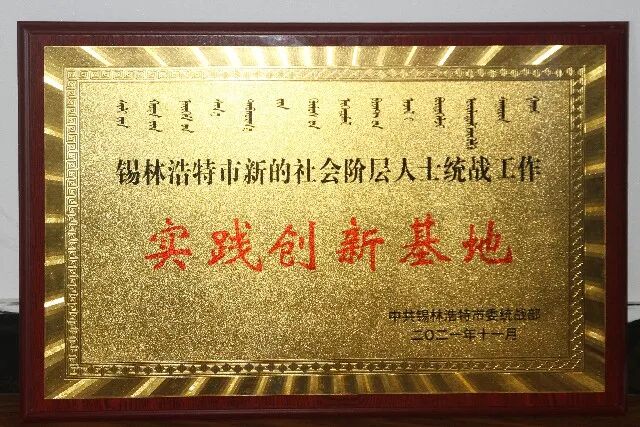 锡林浩特市新的社会阶层人士统战工作
实践创新基地
中共锡林浩特市委统战部
二〇二一年十一月